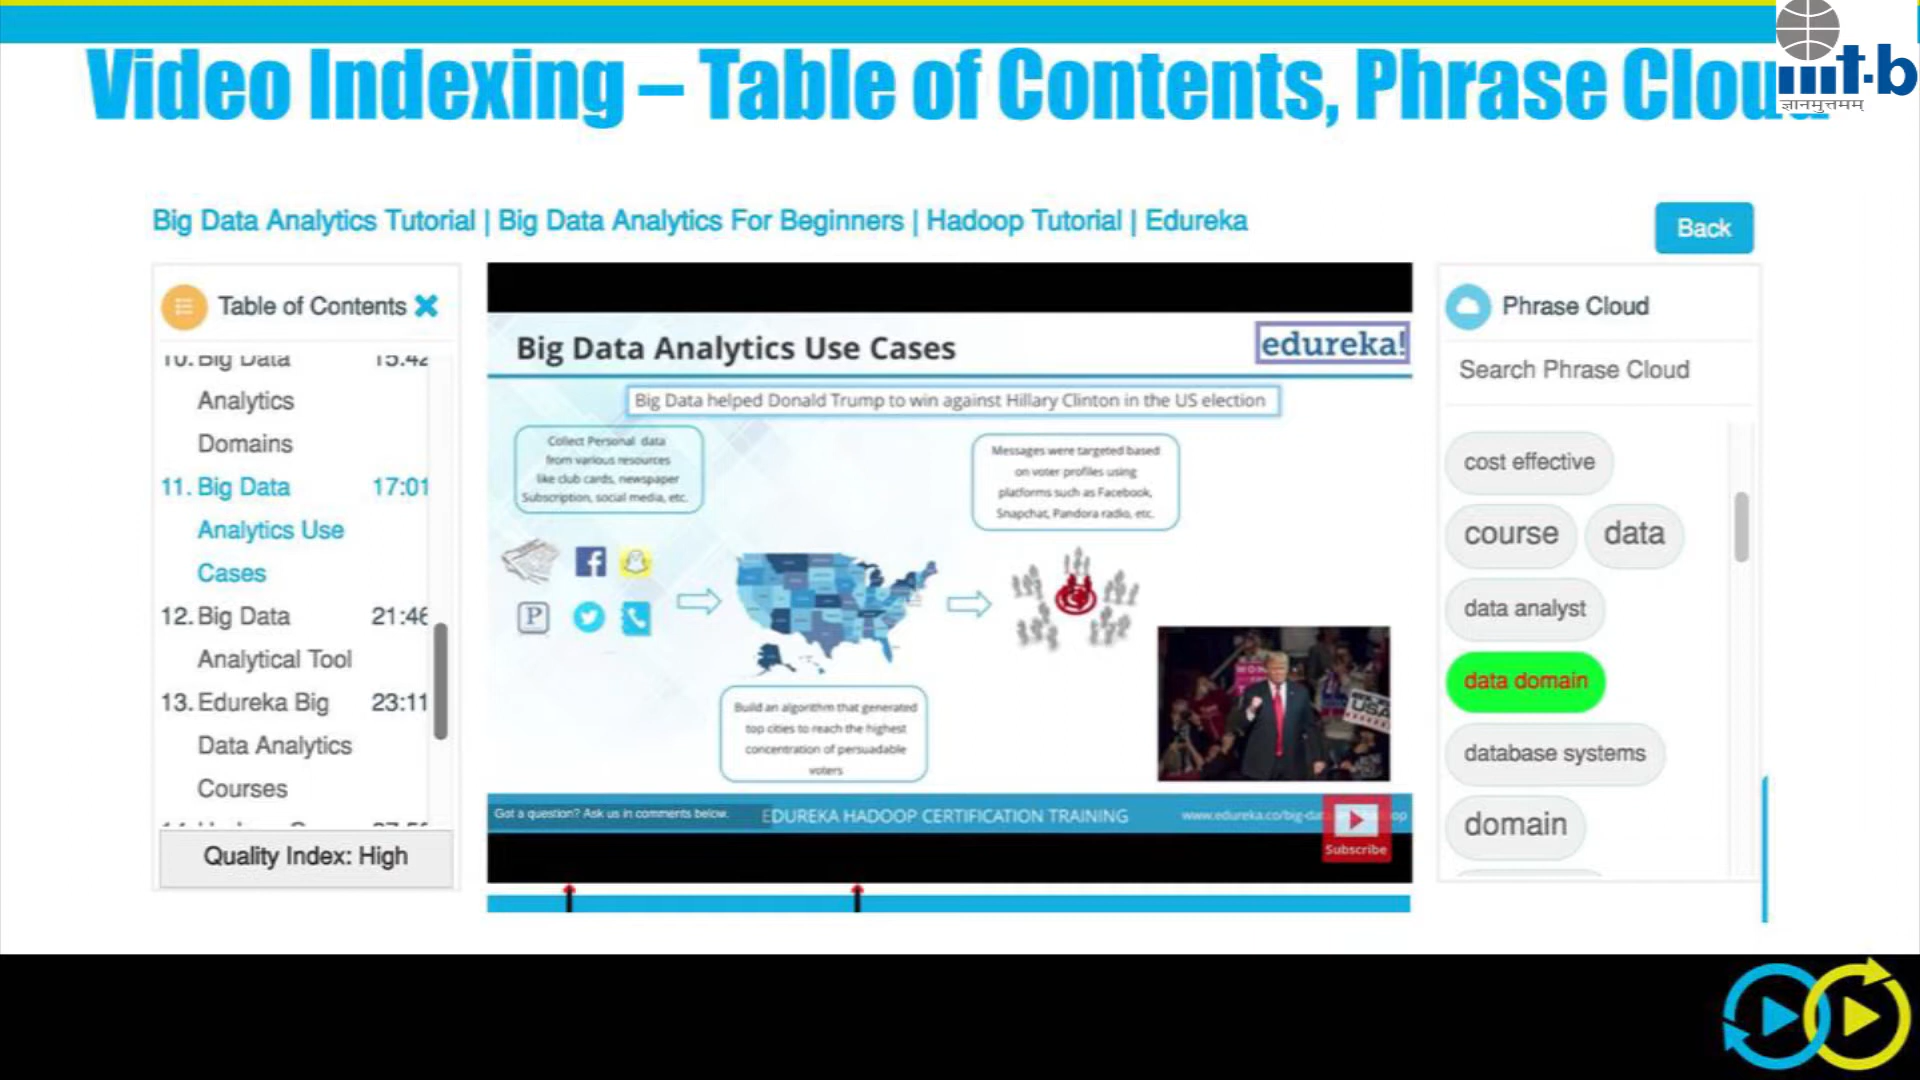 Video Indexing – Table of Contents, Phrase Cloud
iiit-b
ज्ञानमुत्तमम्
Big Data Analytics Tutorial | Big Data Analytics For Beginners | Hadoop Tutorial | Edureka
Back
Table of Contents
10. Big Data 15:42
Analytics
Domains
11. Big Data 17:01
Analytics Use
Cases
12. Big Data 21:46
Analytical Tool
13. Edureka Big 23:11
Data Analytics
Courses
Quality Index: High
Big Data Analytics Use Cases
edureka!
Big Data helped Donald Trump to win against Hillary Clinton in the US election
Collect Personal data
from various resources
like club cards, newspaper
Subscription, social media, etc.
Messages were targeted based
on voter profiles using
platforms such as Facebook,
Snapchat, Pandora radio, etc.
P
Build an algorithm that generated
top cities to reach the highest
concentration of persuadable
voters
USA
Got a question? Ask us in comments below.
EDUREKA HADOOP CERTIFICATION TRAINING
Subscribe
Phrase Cloud
Search Phrase Cloud
cost effective
course data
data analyst
data domain
database systems
domain